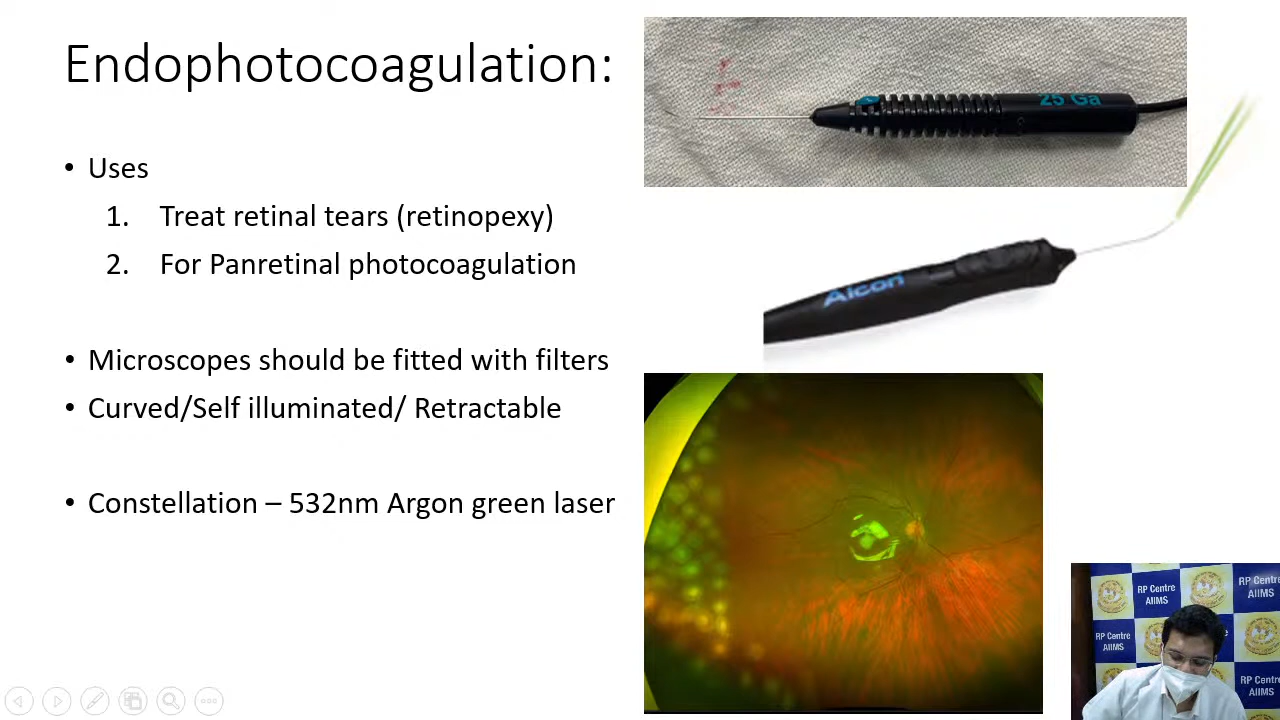 Endophotocoagulation:
• Uses
1. Treat retinal tears (retinopexy)
2. For Panretinal photocoagulation
• Microscopes should be fitted with filters
• Curved/Self illuminated/ Retractable
• Constellation – 532nm Argon green laser
25 Ga
Alcon
RP Centre
AIIMS
RP Centre
AIIMS
RP Centre
AIIMS
RP Centre
AIIMS